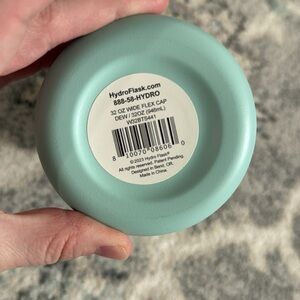 HydroFlask.com
888-58-HYDRO
32 OZ WIDE FLEX CAP
DEW / 32OZ (946mL)
W32BTS441
8 10070 08606 0
© 2023 Hydro Flask®
All rights reserved. Patent Pending.
Designed in Bend, OR.
Made in China.